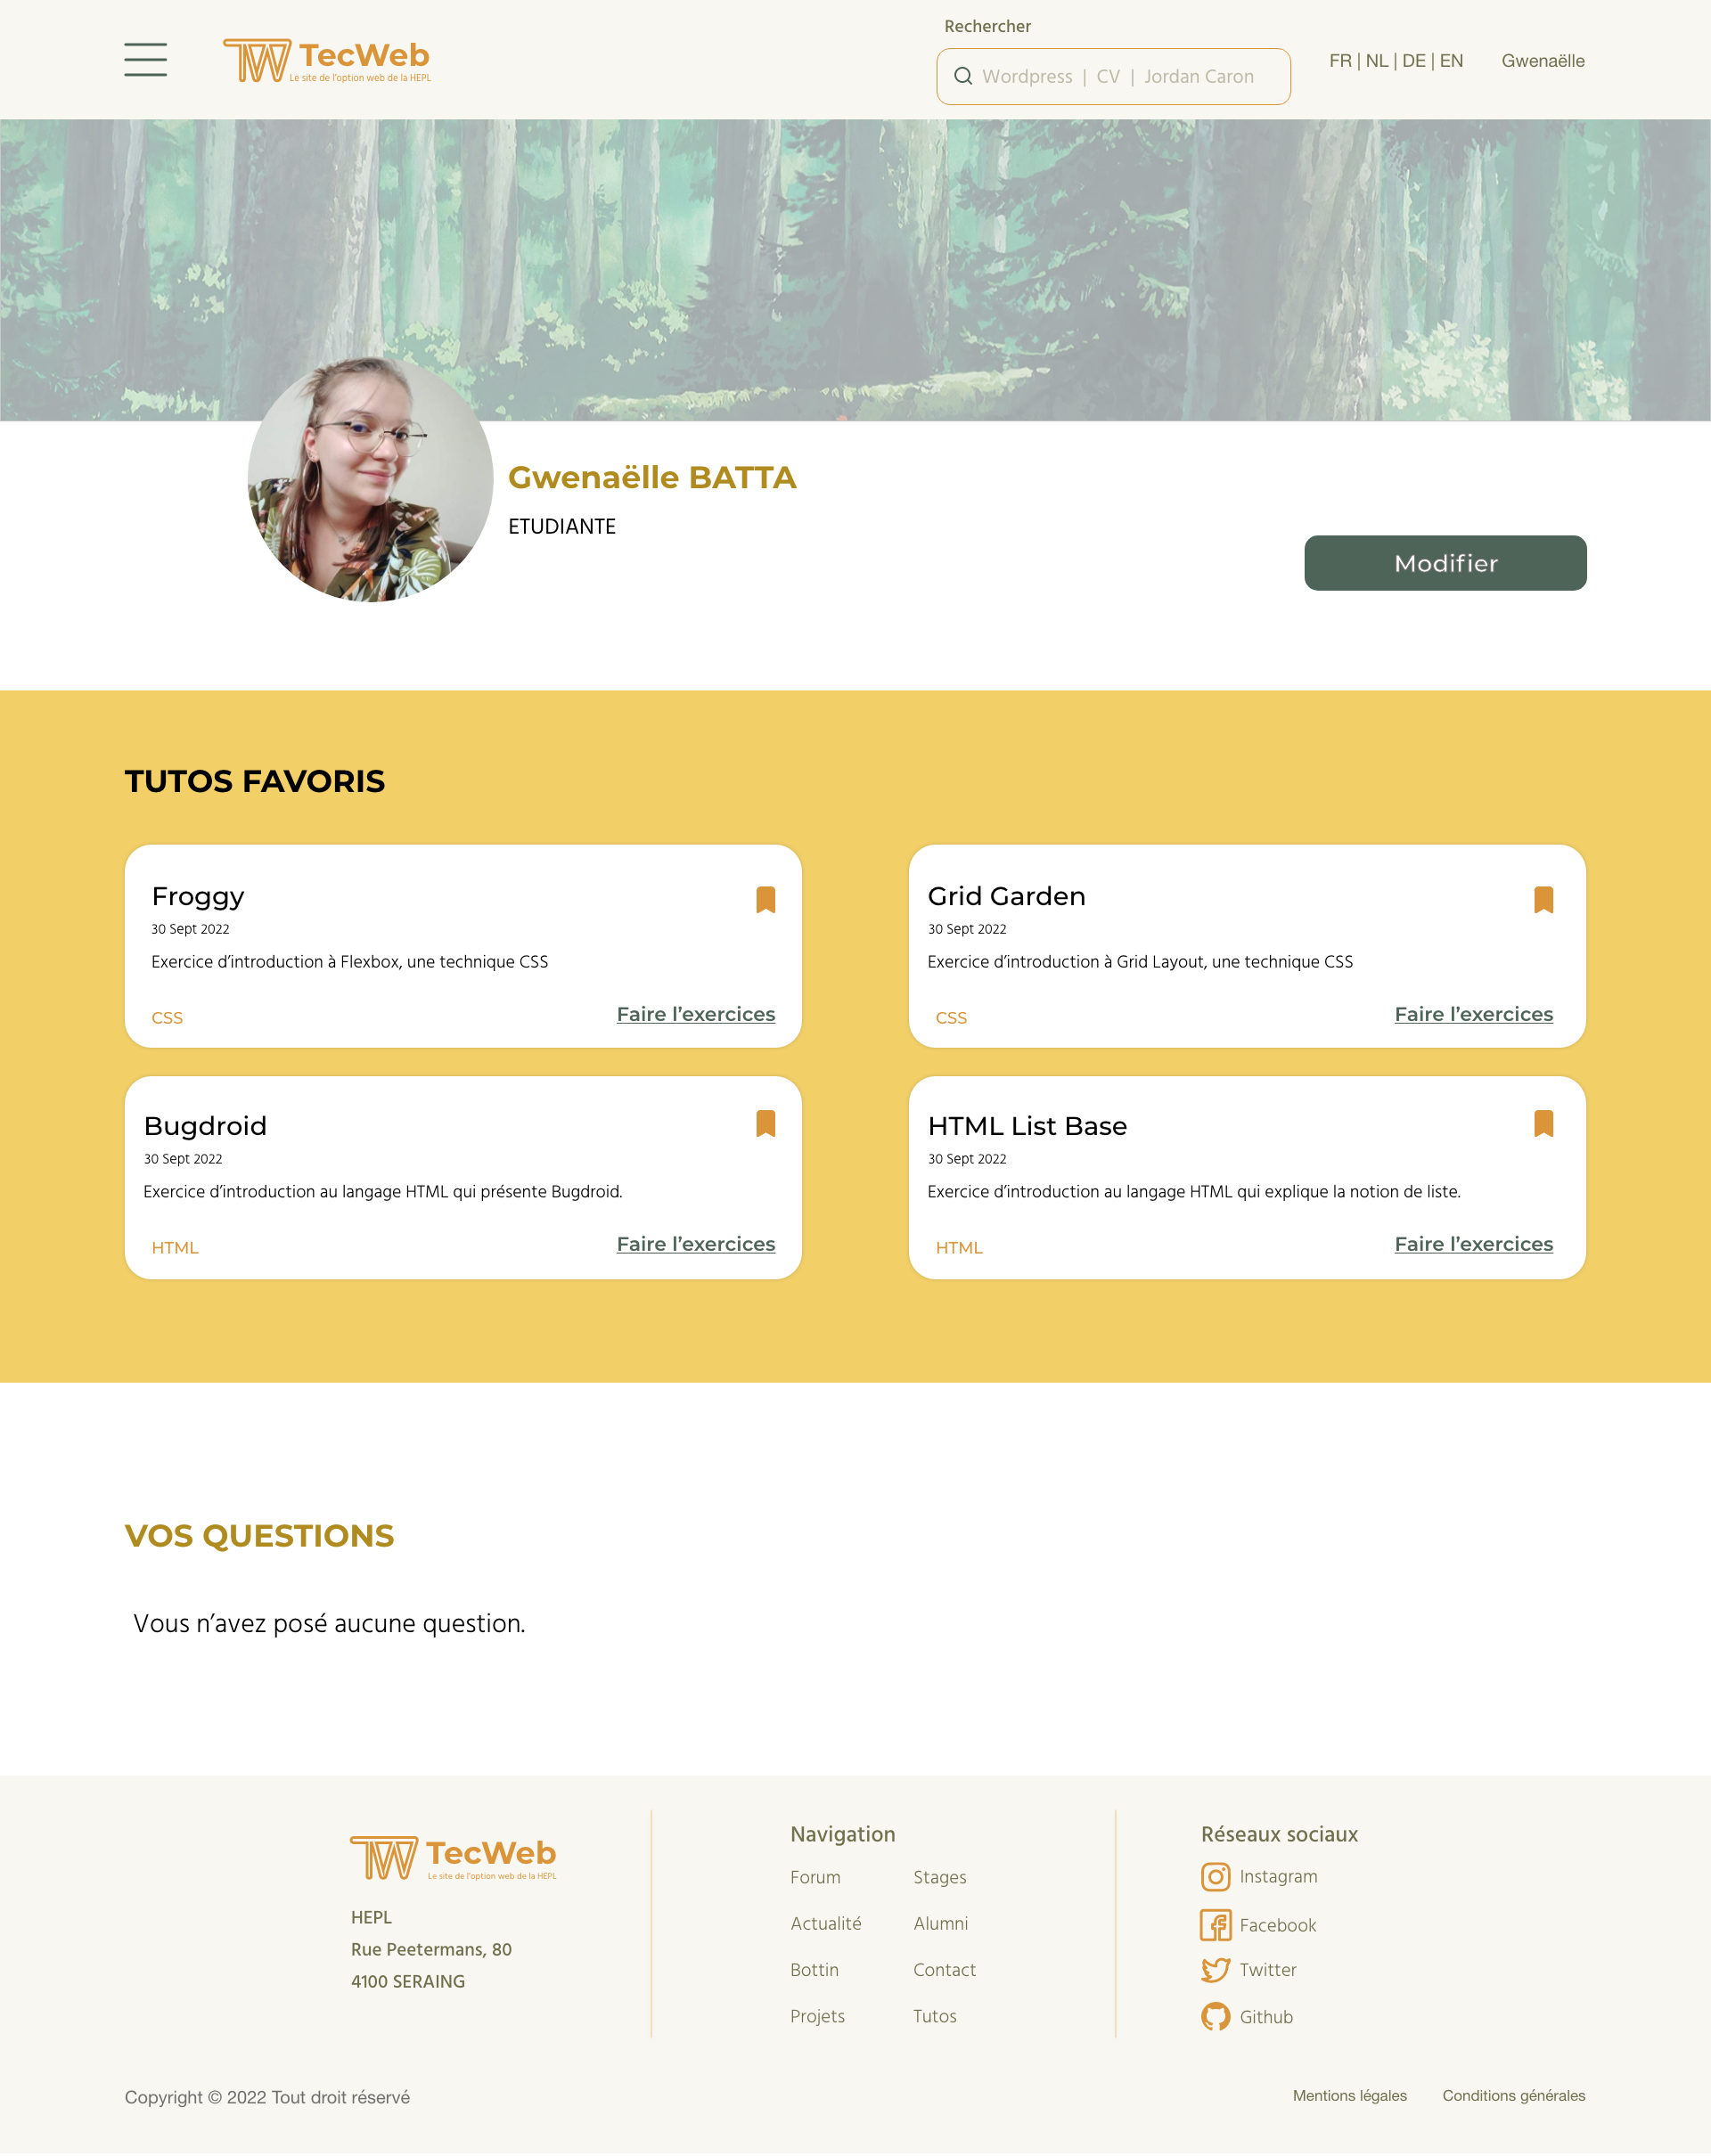 Rechercher
TecWeb
Le site de l'option web de la HEPL
Wordpress | CV | Jordan Caron
FR | NL | DE | EN
Gwenaëlle
Gwenaëlle BATTA
ETUDIANTE
Modifier
TUTOS FAVORIS
Froggy
30 Sept 2022
Exercice d’introduction à Flexbox, une technique CSS
CSS
Faire l’exercices
Grid Garden
30 Sept 2022
Exercice d’introduction à Grid Layout, une technique CSS
CSS
Faire l’exercices
Bugdroid
30 Sept 2022
Exercice d’introduction au langage HTML qui présente Bugdroid.
HTML
Faire l’exercices
HTML List Base
30 Sept 2022
Exercice d’introduction au langage HTML qui explique la notion de liste.
HTML
Faire l’exercices
VOS QUESTIONS
Vous n’avez posé aucune question.
TecWeb
Le site de l'option web de la HEPL
HEPL
Rue Peetermans, 80
4100 SERAING
Navigation
Forum
Stages
Actualité
Alumni
Bottin
Contact
Projets
Tutos
Réseaux sociaux
Instagram
Facebook
Twitter
Github
Copyright © 2022 Tout droit réservé
Mentions légales
Conditions générales